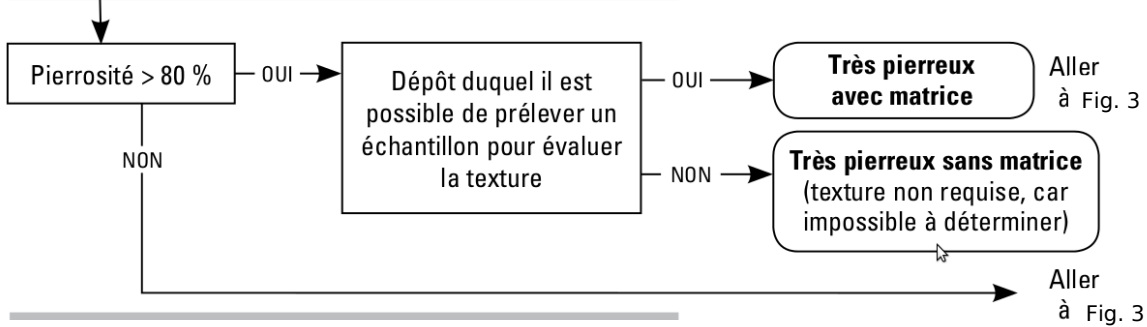 Pierrosité > 80 %
OUI
Dépôt duquel il est
possible de prélever un
échantillon pour évaluer
la texture
OUI
Très pierreux
avec matrice
Aller
à Fig. 3
NON
NON
Très pierreux sans matrice
(texture non requise, car
impossible à déterminer)
Aller
à Fig. 3